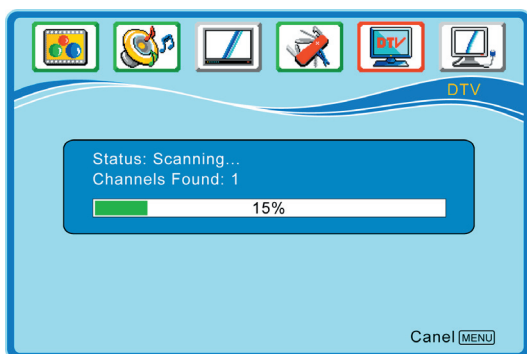 DTV
DTV
Status: Scanning...
Channels Found: 1
15%
Canel MENU